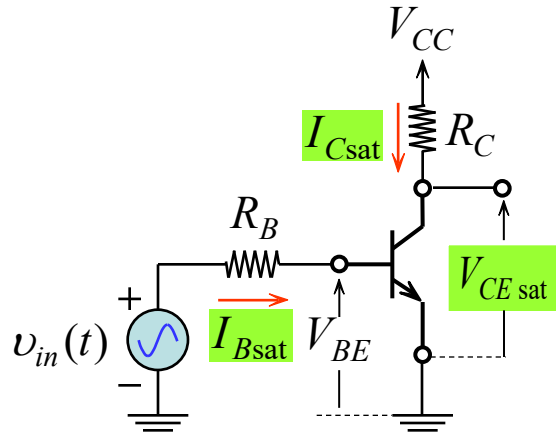 V_CC
I_Csat
R_C
R_B
V_CE sat
+
υ_in(t)
I_Bsat
V_BE
−